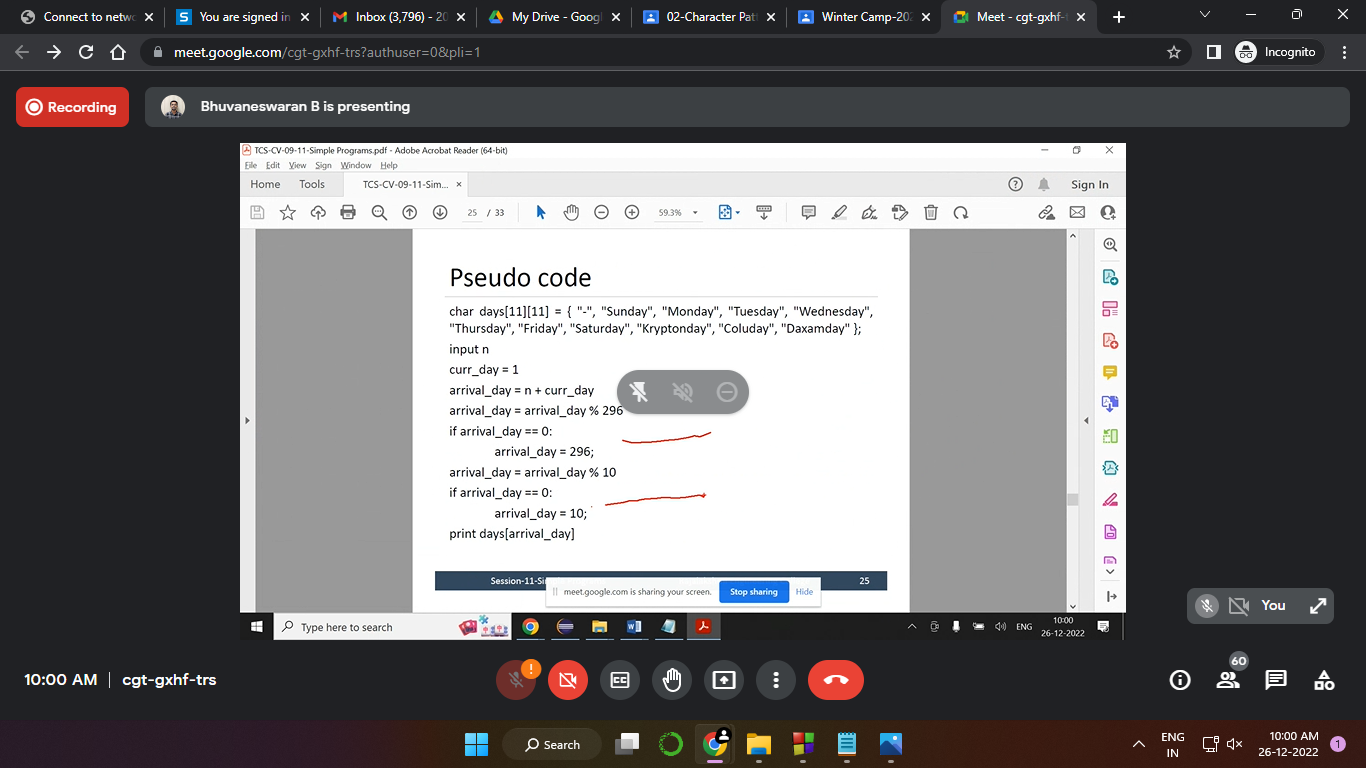 Connect to netwo
You are signed in
Inbox (3,796) - 20
My Drive - Googl
02-Character Pat
Winter Camp-202
Meet - cgt-gxhf-t
meet.google.com/cgt-gxhf-trs?authuser=0&pli=1
Incognito
Recording
Bhuvaneswaran B is presenting
TCS-CV-09-11-Simple Programs.pdf - Adobe Acrobat Reader (64-bit)
File Edit View Sign Window Help
Home Tools TCS-CV-09-11-Sim... Sign In
25 / 33 59.3%
Pseudo code
char days[11][11] = { "-", "Sunday", "Monday", "Tuesday", "Wednesday",
"Thursday", "Friday", "Saturday", "Kryptonday", "Coluday", "Daxamday" };
input n
curr_day = 1
arrival_day = n + curr_day
arrival_day = arrival_day % 296
if arrival_day == 0:
arrival_day = 296;
arrival_day = arrival_day % 10
if arrival_day == 0:
arrival_day = 10;
print days[arrival_day]
Session-11-Si 25
meet.google.com is sharing your screen. Stop sharing Hide
Type here to search
ENG
10:00
26-12-2022
You
10:00 AM | cgt-gxhf-trs
60
Search
ENG
IN
10:00 AM
26-12-2022
1